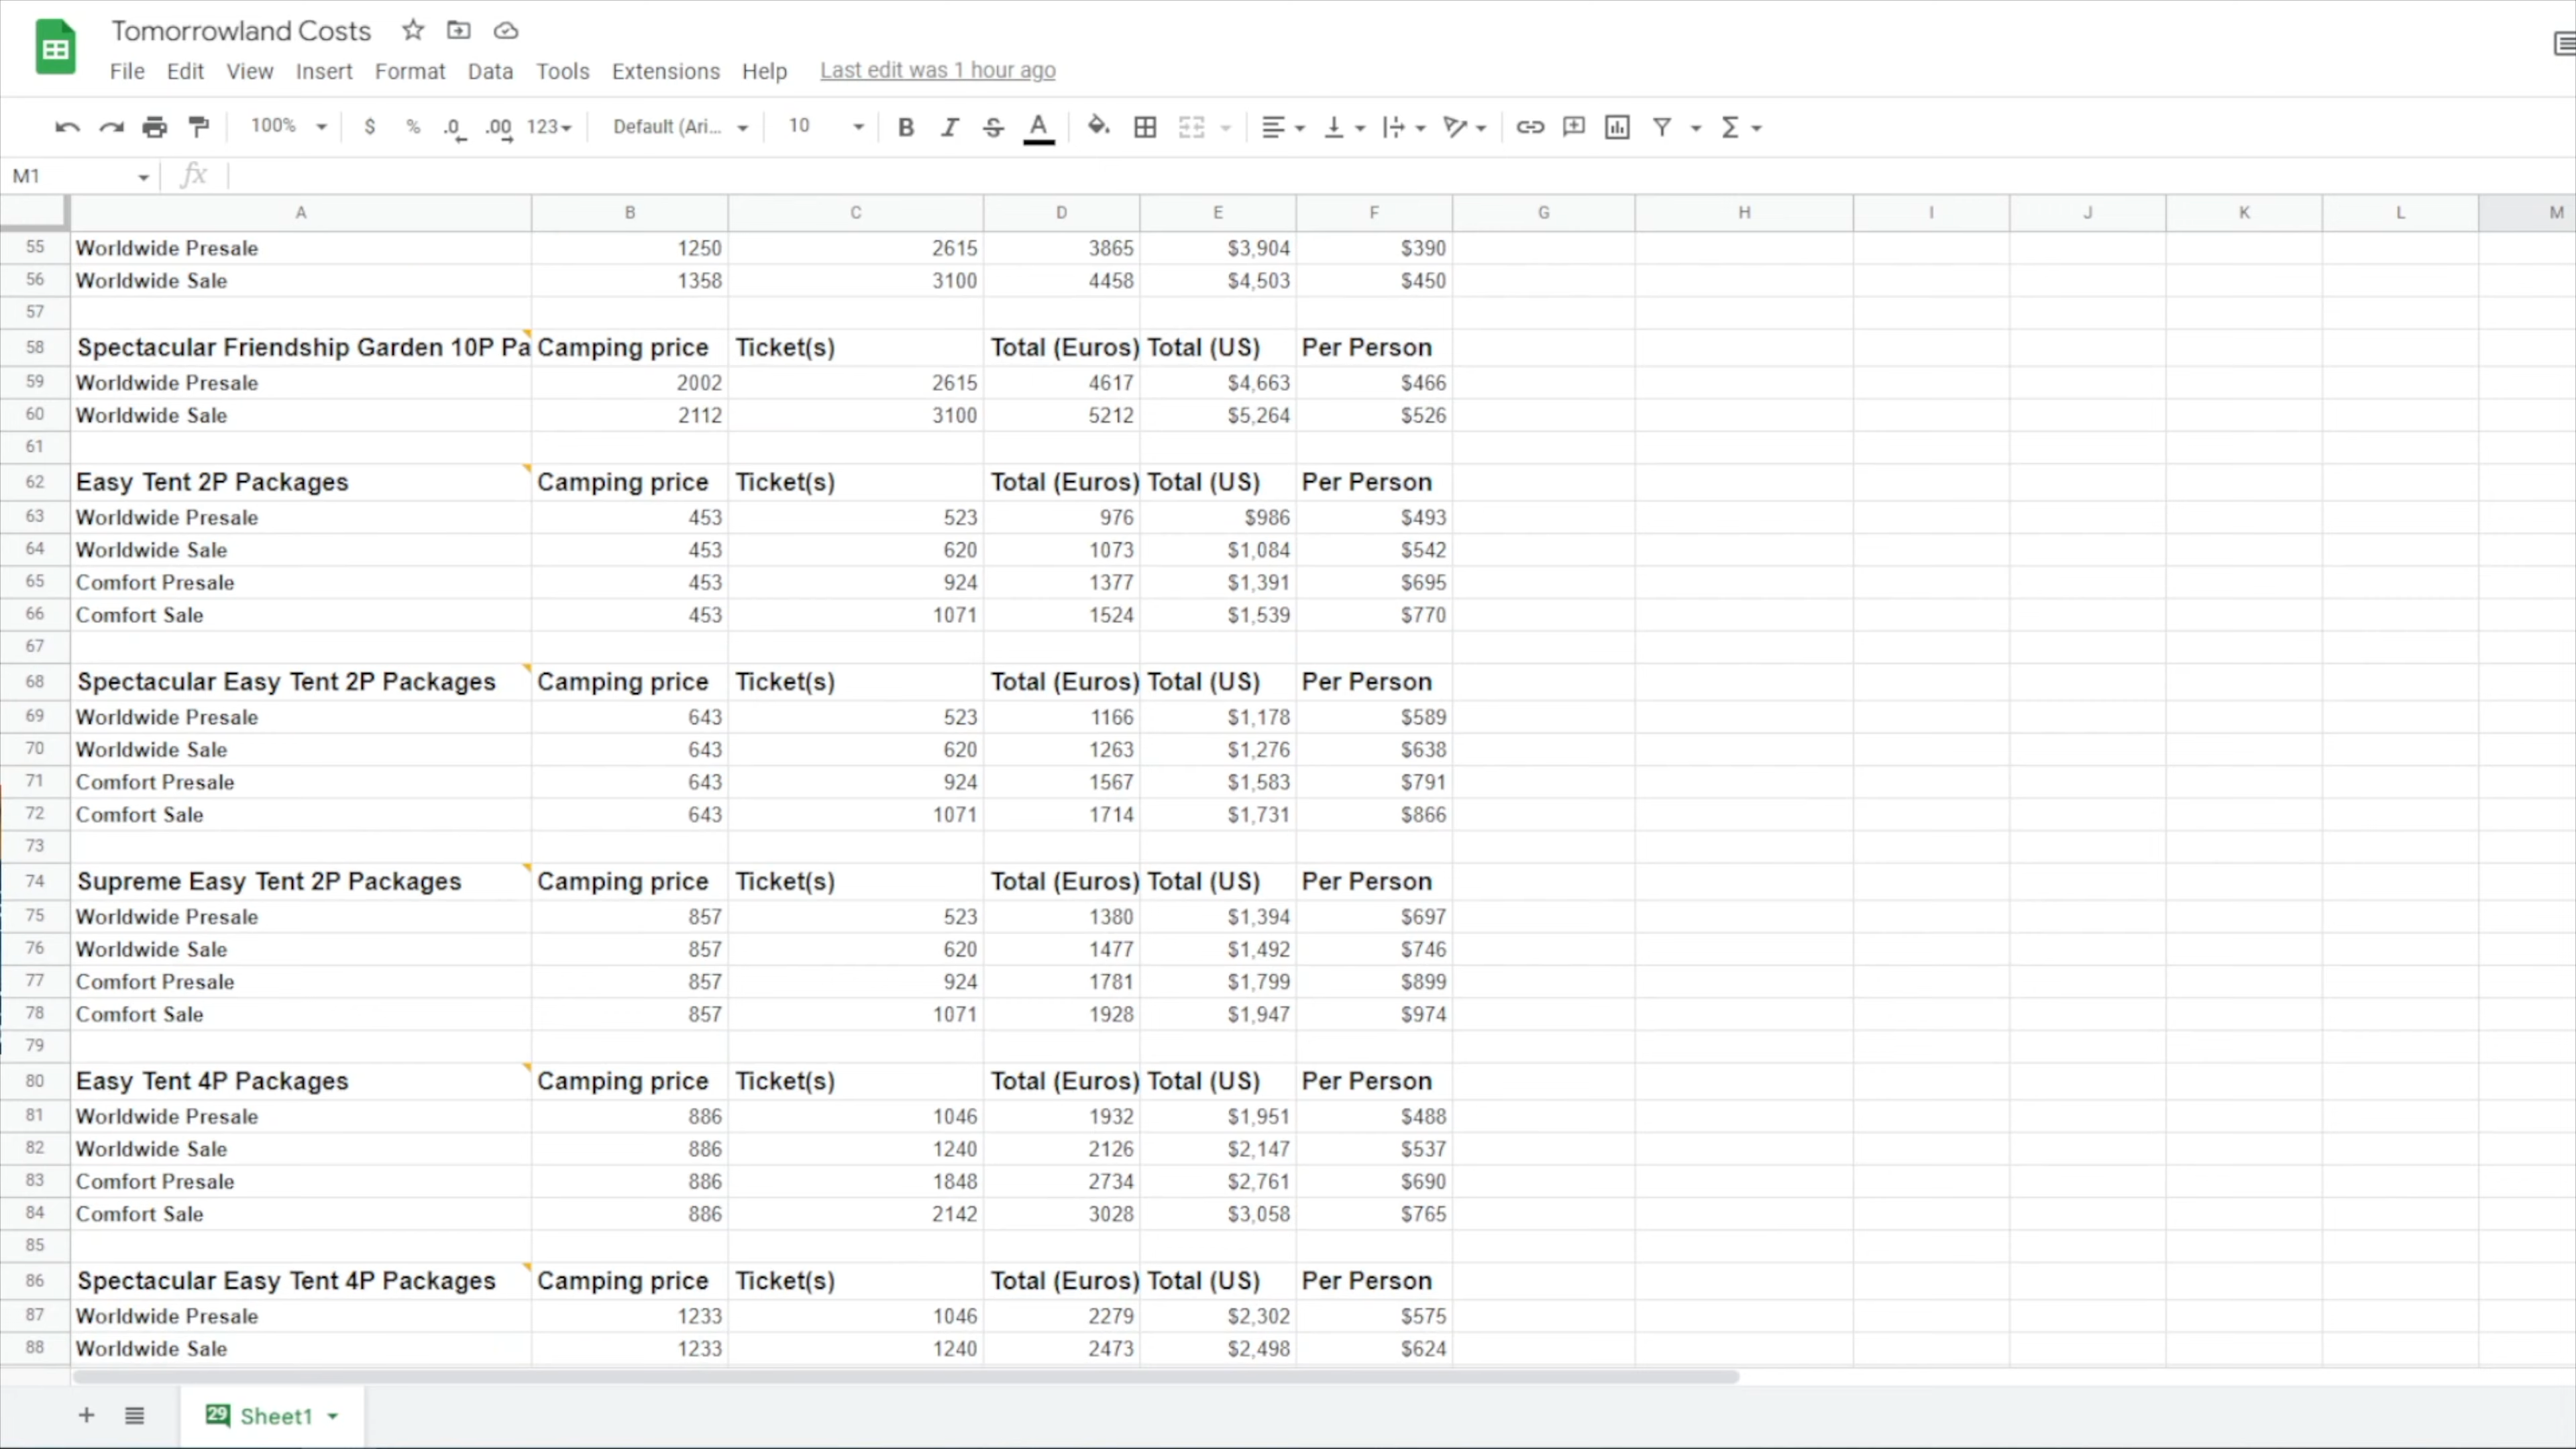 Tomorrowland Costs
File Edit View Insert Format Data Tools Extensions Help Last edit was 1 hour ago
100% $ % .0 .00 123 Default (Ari... 10 B I S A
M1 fx
A B C D E F G H I J K L M
55 Worldwide Presale 1250 2615 3865 $3,904 $390
56 Worldwide Sale 1358 3100 4458 $4,503 $450
57
58 Spectacular Friendship Garden 10P Pa Camping price Ticket(s) Total (Euros) Total (US) Per Person
59 Worldwide Presale 2002 2615 4617 $4,663 $466
60 Worldwide Sale 2112 3100 5212 $5,264 $526
61
62 Easy Tent 2P Packages Camping price Ticket(s) Total (Euros) Total (US) Per Person
63 Worldwide Presale 453 523 976 $986 $493
64 Worldwide Sale 453 620 1073 $1,084 $542
65 Comfort Presale 453 924 1377 $1,391 $695
66 Comfort Sale 453 1071 1524 $1,539 $770
67
68 Spectacular Easy Tent 2P Packages Camping price Ticket(s) Total (Euros) Total (US) Per Person
69 Worldwide Presale 643 523 1166 $1,178 $589
70 Worldwide Sale 643 620 1263 $1,276 $638
71 Comfort Presale 643 924 1567 $1,583 $791
72 Comfort Sale 643 1071 1714 $1,731 $866
73
74 Supreme Easy Tent 2P Packages Camping price Ticket(s) Total (Euros) Total (US) Per Person
75 Worldwide Presale 857 523 1380 $1,394 $697
76 Worldwide Sale 857 620 1477 $1,492 $746
77 Comfort Presale 857 924 1781 $1,799 $899
78 Comfort Sale 857 1071 1928 $1,947 $974
79
80 Easy Tent 4P Packages Camping price Ticket(s) Total (Euros) Total (US) Per Person
81 Worldwide Presale 886 1046 1932 $1,951 $488
82 Worldwide Sale 886 1240 2126 $2,147 $537
83 Comfort Presale 886 1848 2734 $2,761 $690
84 Comfort Sale 886 2142 3028 $3,058 $765
85
86 Spectacular Easy Tent 4P Packages Camping price Ticket(s) Total (Euros) Total (US) Per Person
87 Worldwide Presale 1233 1046 2279 $2,302 $575
88 Worldwide Sale 1233 1240 2473 $2,498 $624
29 Sheet1